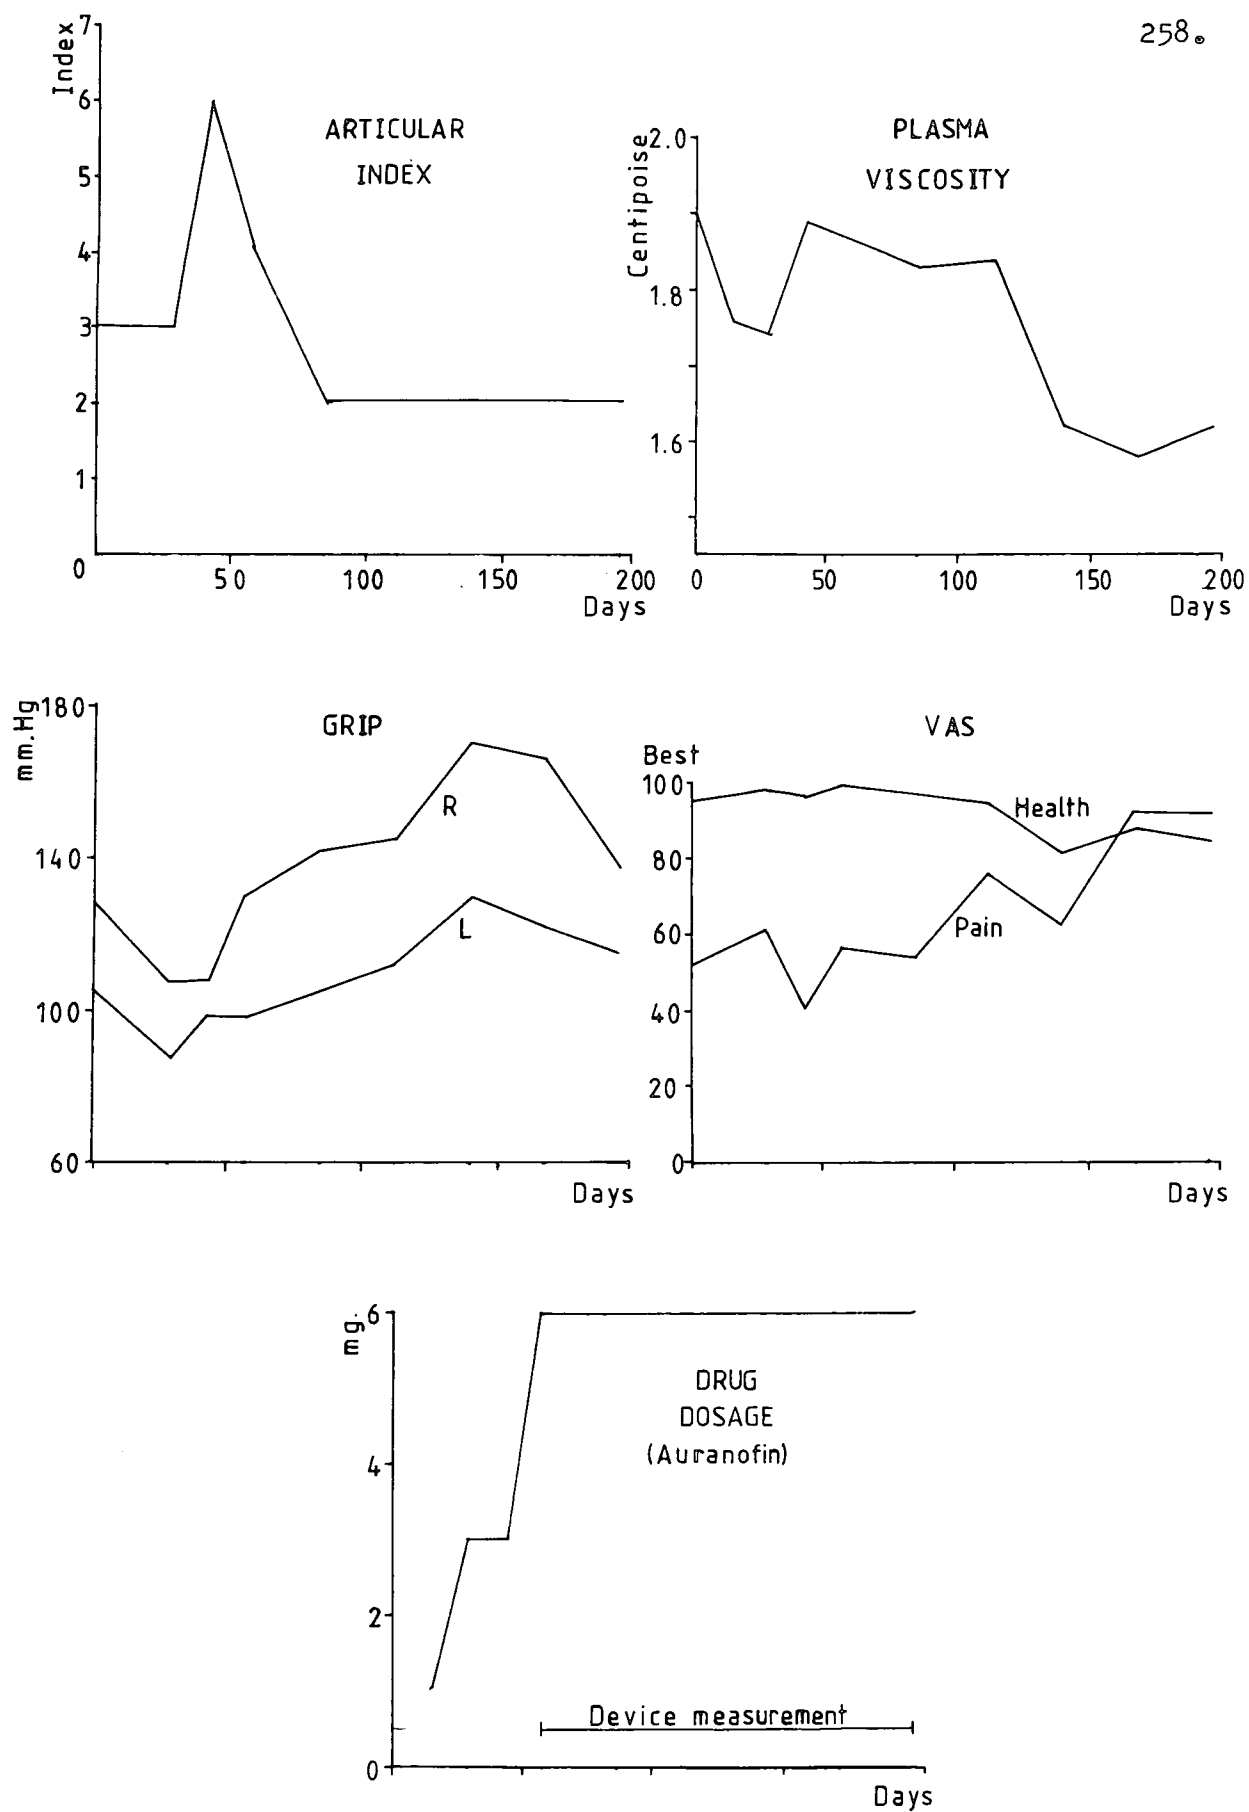 258.
Index
7
6
5
4
3
2
1
0
50
100
150
200
Days
ARTICULAR
INDEX
Centipoise
2.0
1.8
1.6
0
50
100
150
200
Days
PLASMA
VISCOSITY
mm.Hg
180
140
100
60
GRIP
R
L
Days
VAS
Best
100
80
60
40
20
0
Health
Pain
Days
mg.
6
4
2
0
DRUG
DOSAGE
(Auranofin)
Device measurement
Days